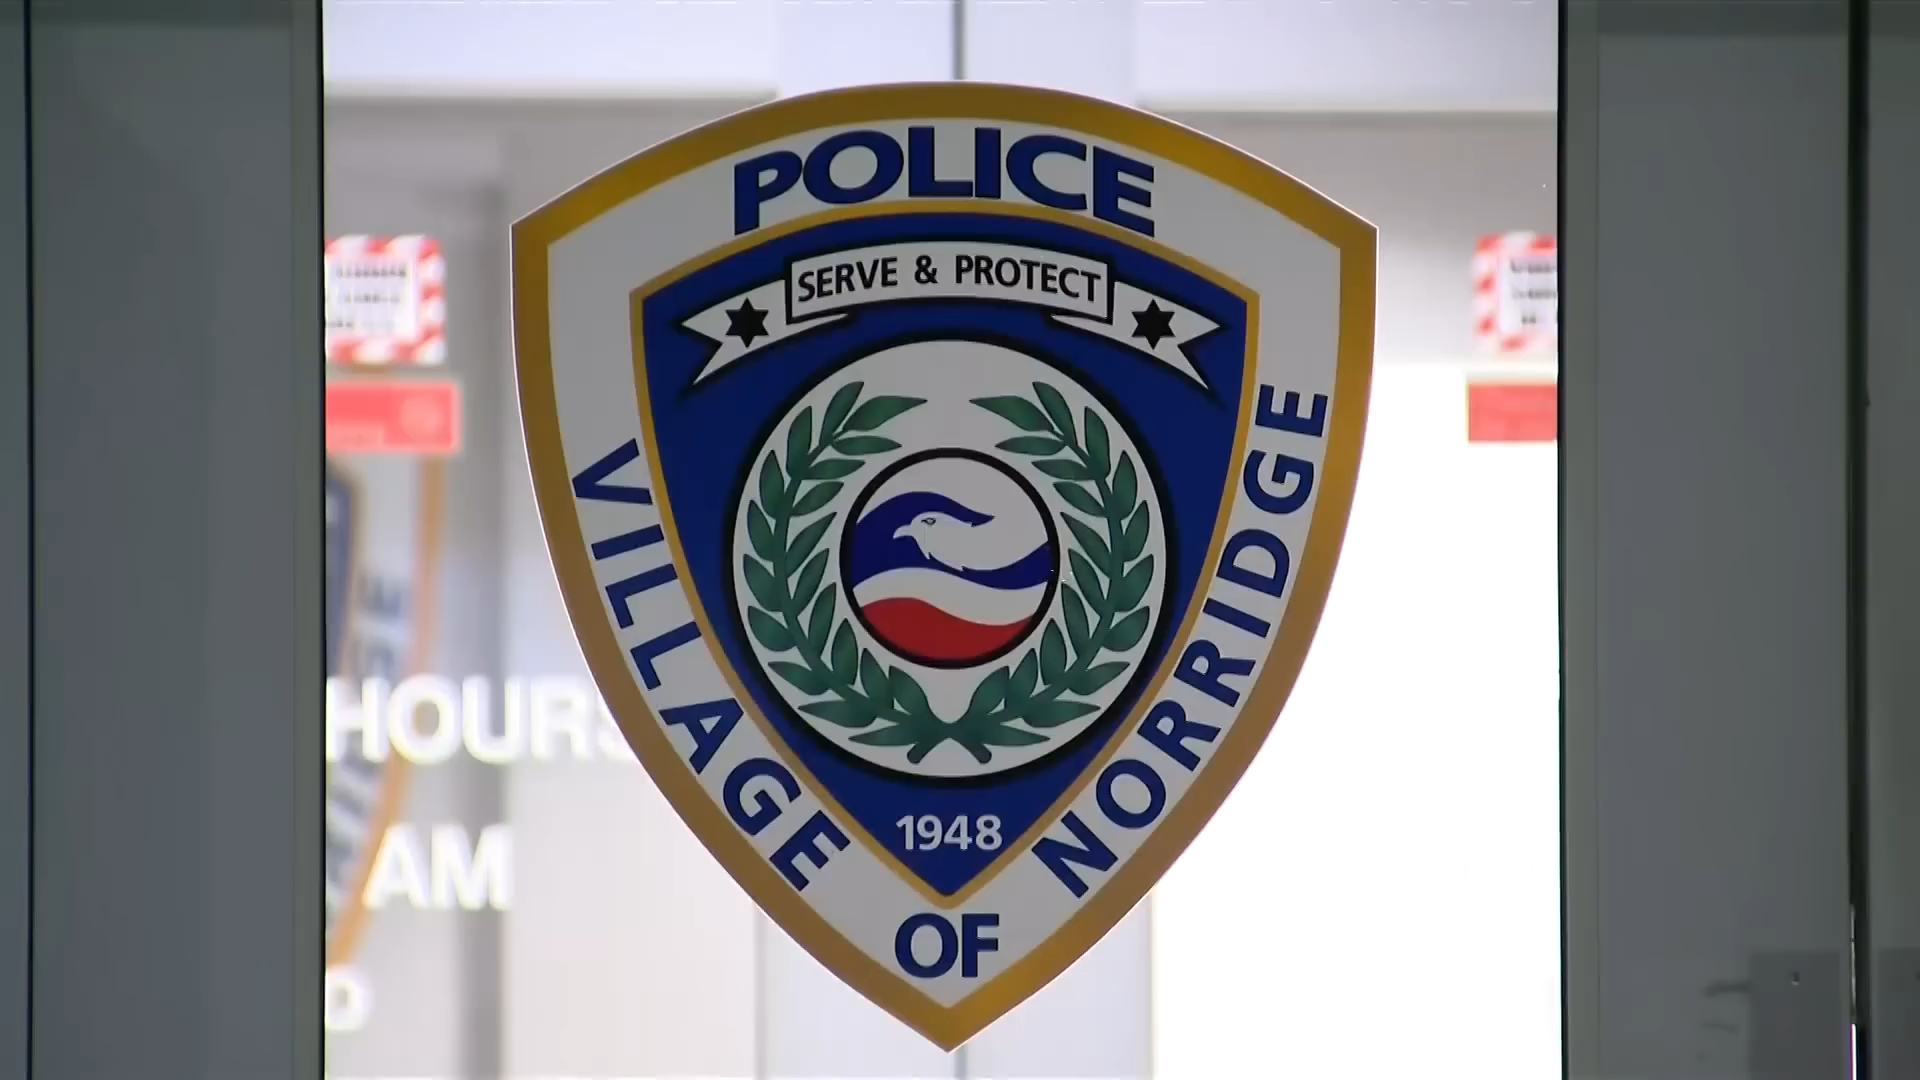 POLICE
SERVE & PROTECT
VILLAGE
OF
NORRIDGE
1948
HOURS
AM